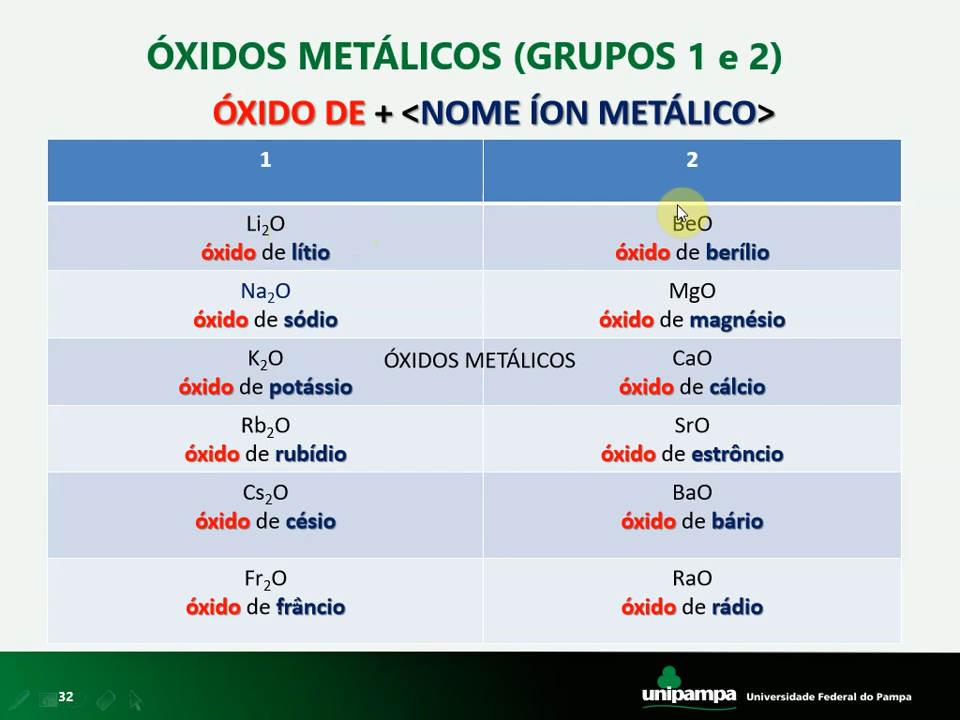 ÓXIDOS METÁLICOS (GRUPOS 1 e 2)
ÓXIDO DE + <NOME ÍON METÁLICO>
1
2
Li₂O
óxido de lítio
BeO
óxido de berílio
Na₂O
óxido de sódio
MgO
óxido de magnésio
K₂O
óxido de potássio
ÓXIDOS METÁLICOS
CaO
óxido de cálcio
Rb₂O
óxido de rubídio
SrO
óxido de estrôncio
Cs₂O
óxido de césio
BaO
óxido de bário
Fr₂O
óxido de frâncio
RaO
óxido de rádio
32
unipampa
Universidade Federal do Pampa